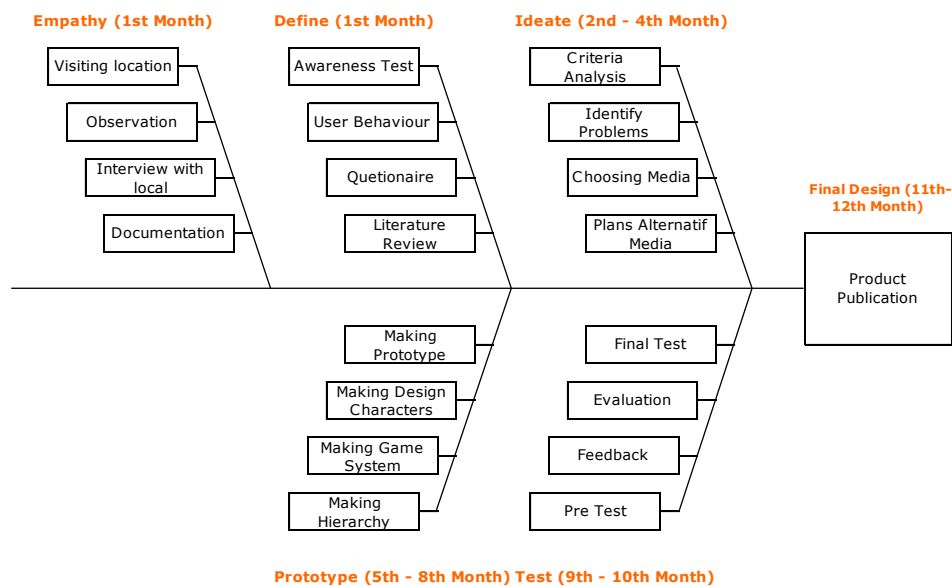 Empathy (1st Month)
Define (1st Month)
Ideate (2nd - 4th Month)
Visiting location
Observation
Interview with
local
Documentation
Awareness Test
User Behaviour
Quetionaire
Literature
Review
Criteria
Analysis
Identify
Problems
Choosing Media
Plans Alternatif
Media
Final Design (11th-
12th Month)
Product
Publication
Making
Prototype
Making Design
Characters
Making Game
System
Making
Hierarchy
Final Test
Evaluation
Feedback
Pre Test
Prototype (5th - 8th Month)
Test (9th - 10th Month)